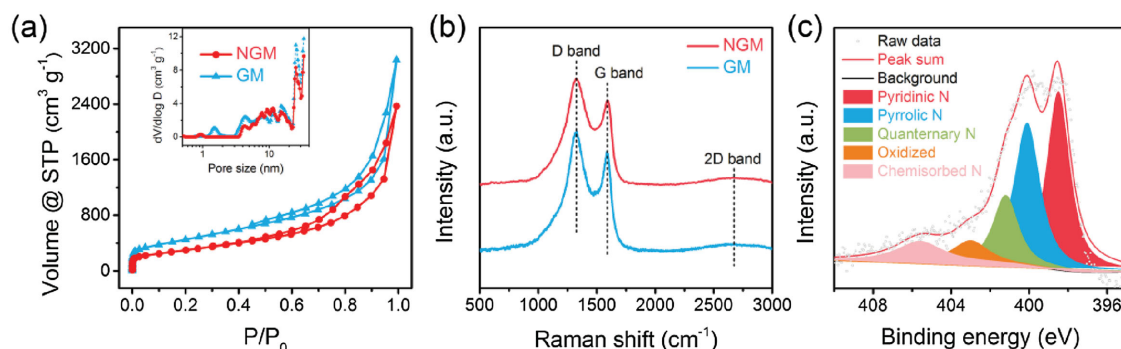 (a)
Volume @ STP (cm³ g⁻¹)
3200
2400
1600
800
0
0.0 0.2 0.4 0.6 0.8 1.0
P/P₀
dV/dlog D (cm³ g⁻¹)
12
8
4
0
1 10
Pore size (nm)
NGM
GM
(b)
Intensity (a.u.)
D band
G band
2D band
NGM
GM
500 1000 1500 2000 2500 3000
Raman shift (cm⁻¹)
(c)
Intensity (a.u.)
Raw data
Peak sum
Background
Pyridinic N
Pyrrolic N
Quanternary N
Oxidized
Chemisorbed N
408 404 400 396
Binding energy (eV)